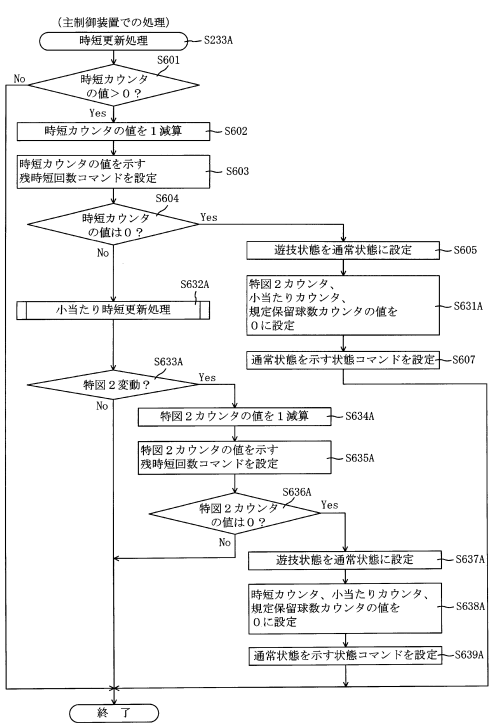 (主制御装置での処理)
時短更新処理
S233A
S601
No
時短カウンタ
の値＞０？
Yes
時短カウンタの値を１減算
S602
時短カウンタの値を示す
残時短回数コマンドを設定
S603
S604
時短カウンタ
の値は０？
Yes
No
遊技状態を通常状態に設定
S605
特図２カウンタ、
小当たりカウンタ、
規定保留球数カウンタの値を
０に設定
S631A
S632A
小当たり時短更新処理
通常状態を示す状態コマンドを設定
S607
S633A
特図２変動？
Yes
No
特図２カウンタの値を１減算
S634A
特図２カウンタの値を示す
残時短回数コマンドを設定
S635A
S636A
特図２カウンタ
の値は０？
Yes
No
遊技状態を通常状態に設定
S637A
時短カウンタ、小当たりカウンタ、
規定保留球数カウンタの値を
０に設定
S638A
通常状態を示す状態コマンドを設定
S639A
終 了